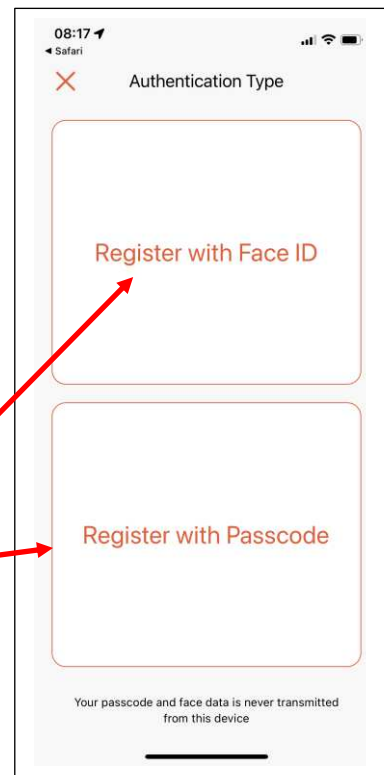 08:17
◀ Safari
Authentication Type
Register with Face ID
Register with Passcode
Your passcode and face data is never transmitted
from this device